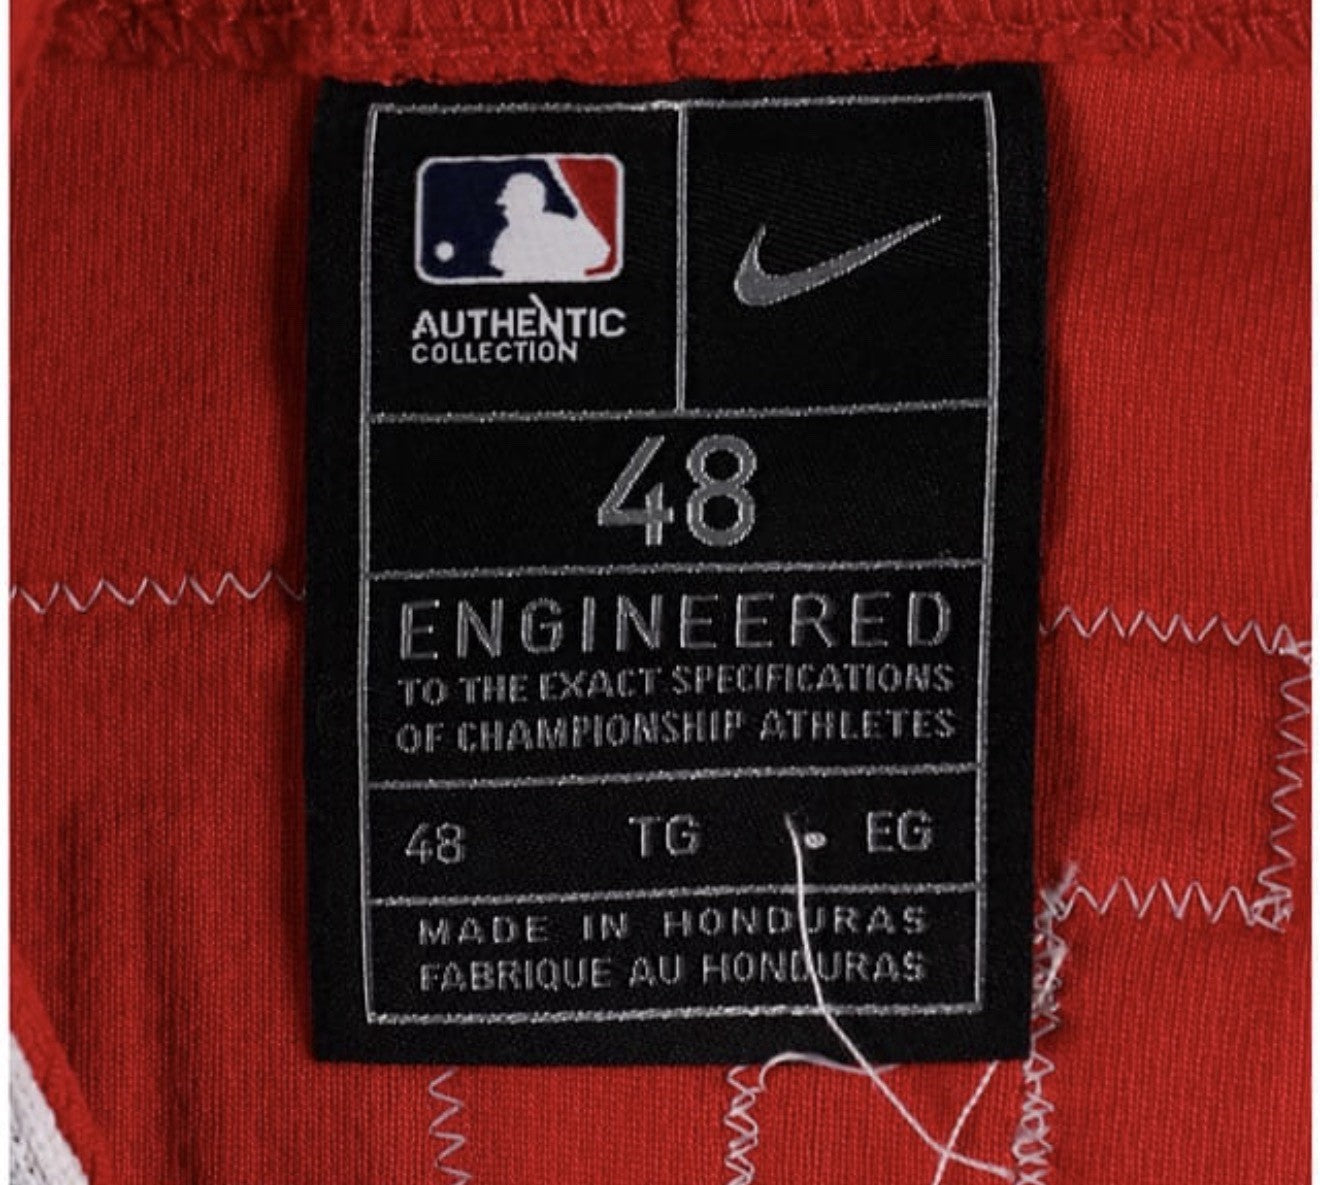 AUTHENTIC
COLLECTION
48
ENGINEERED
TO THE EXACT SPECIFICATIONS
OF CHAMPIONSHIP ATHLETES
48 TG EG
MADE IN HONDURAS
FABRIQUE AU HONDURAS